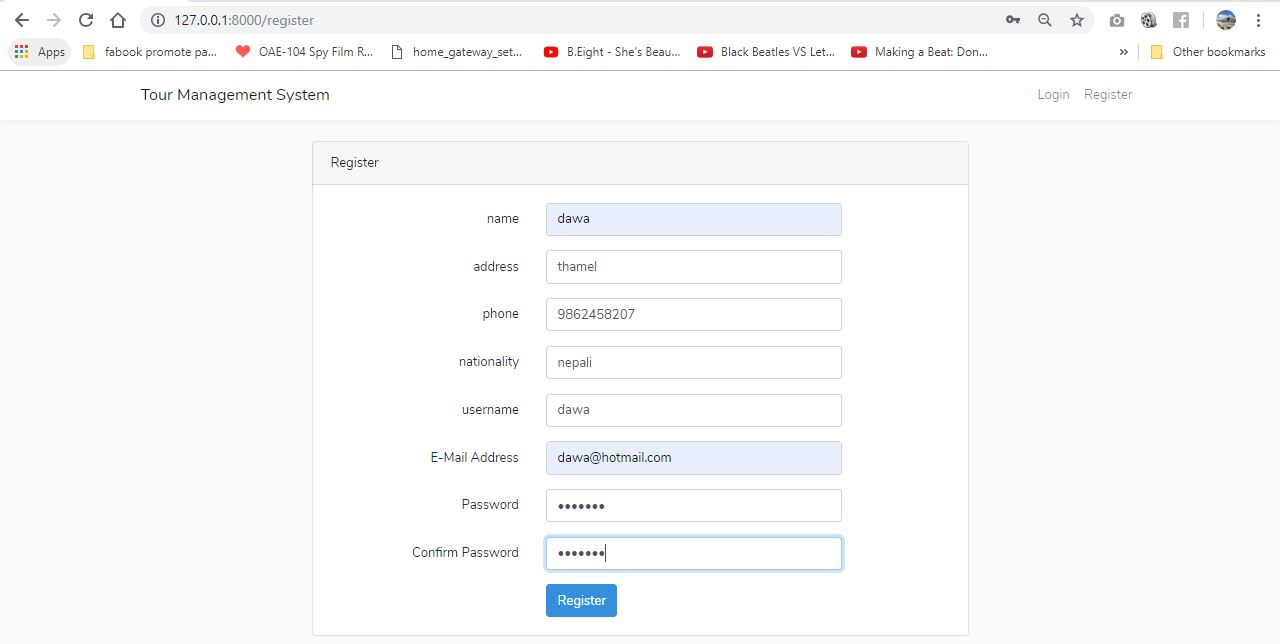 127.0.0.1:8000/register
Apps fabook promote pa... OAE-104 Spy Film R... home_gateway_set... B.Eight - She's Beau... Black Beatles VS Let... Making a Beat: Don... » Other bookmarks
Tour Management System Login Register
Register
name dawa
address thamel
phone 9862458207
nationality nepali
username dawa
E-Mail Address dawa@hotmail.com
Password •••••••
Confirm Password •••••••
Register